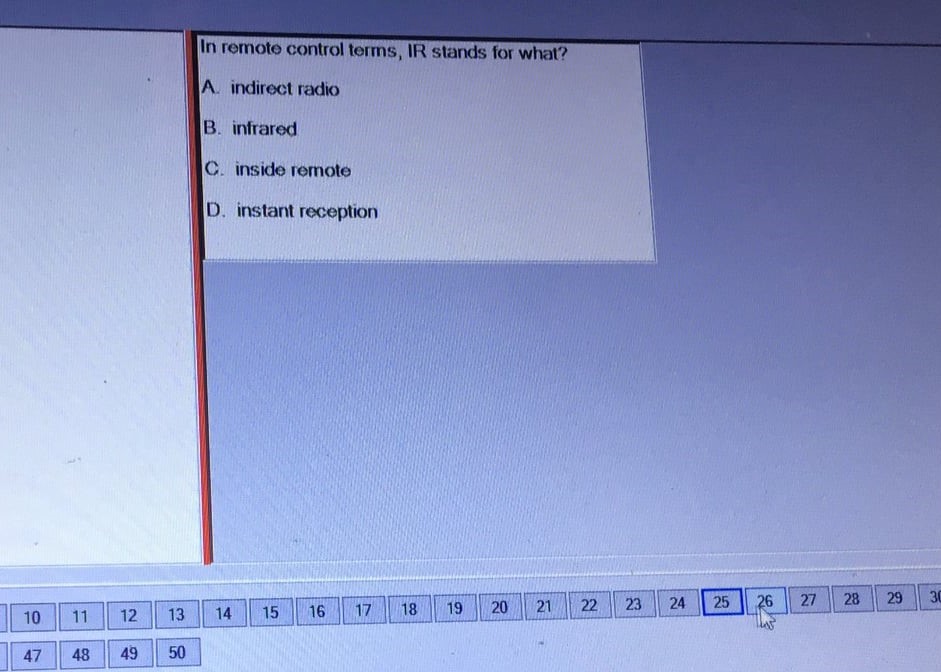 In remote control terms, IR stands for what?
A. indirect radio
B. infrared
C. inside remote
D. instant reception
10 11 12 13 14 15 16 17 18 19 20 21 22 23 24 25 26 27 28 29
47 48 49 50